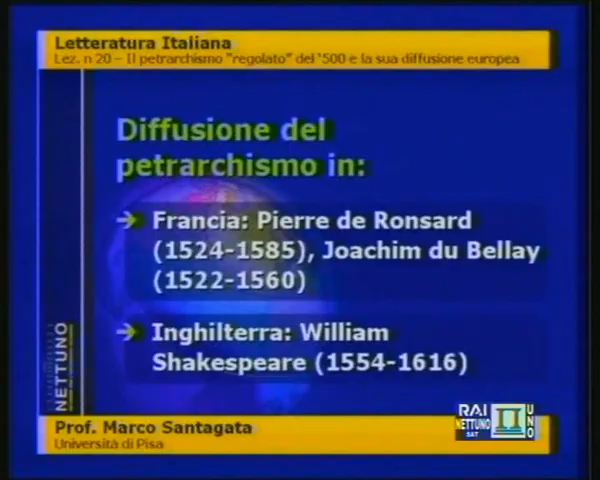 Letteratura Italiana
Lez. n 20 – Il petrarchismo “regolato” del ‘500 e la sua diffusione europea
Diffusione del
petrarchismo in:
Francia: Pierre de Ronsard
(1524-1585), Joachim du Bellay
(1522-1560)
Inghilterra: William
Shakespeare (1554-1616)
NETTUNO
Prof. Marco Santagata
Università di Pisa
RAI
NETTUNO
SAT
UNO